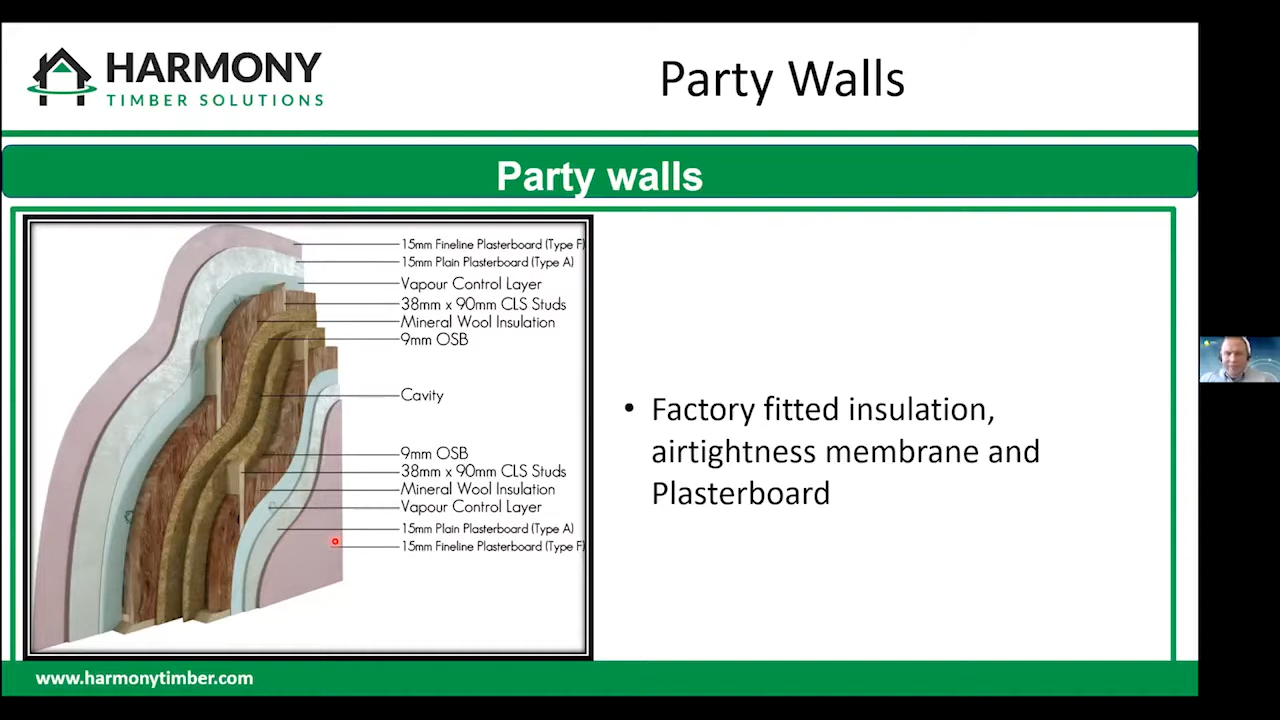 HARMONY
TIMBER SOLUTIONS
Party Walls
Party walls
15mm Fineline Plasterboard (Type F)
15mm Plain Plasterboard (Type A)
Vapour Control Layer
38mm x 90mm CLS Studs
Mineral Wool Insulation
9mm OSB
Cavity
9mm OSB
38mm x 90mm CLS Studs
Mineral Wool Insulation
Vapour Control Layer
15mm Plain Plasterboard (Type A)
15mm Fineline Plasterboard (Type F)
• Factory fitted insulation,
airtightness membrane and
Plasterboard
www.harmonytimber.com